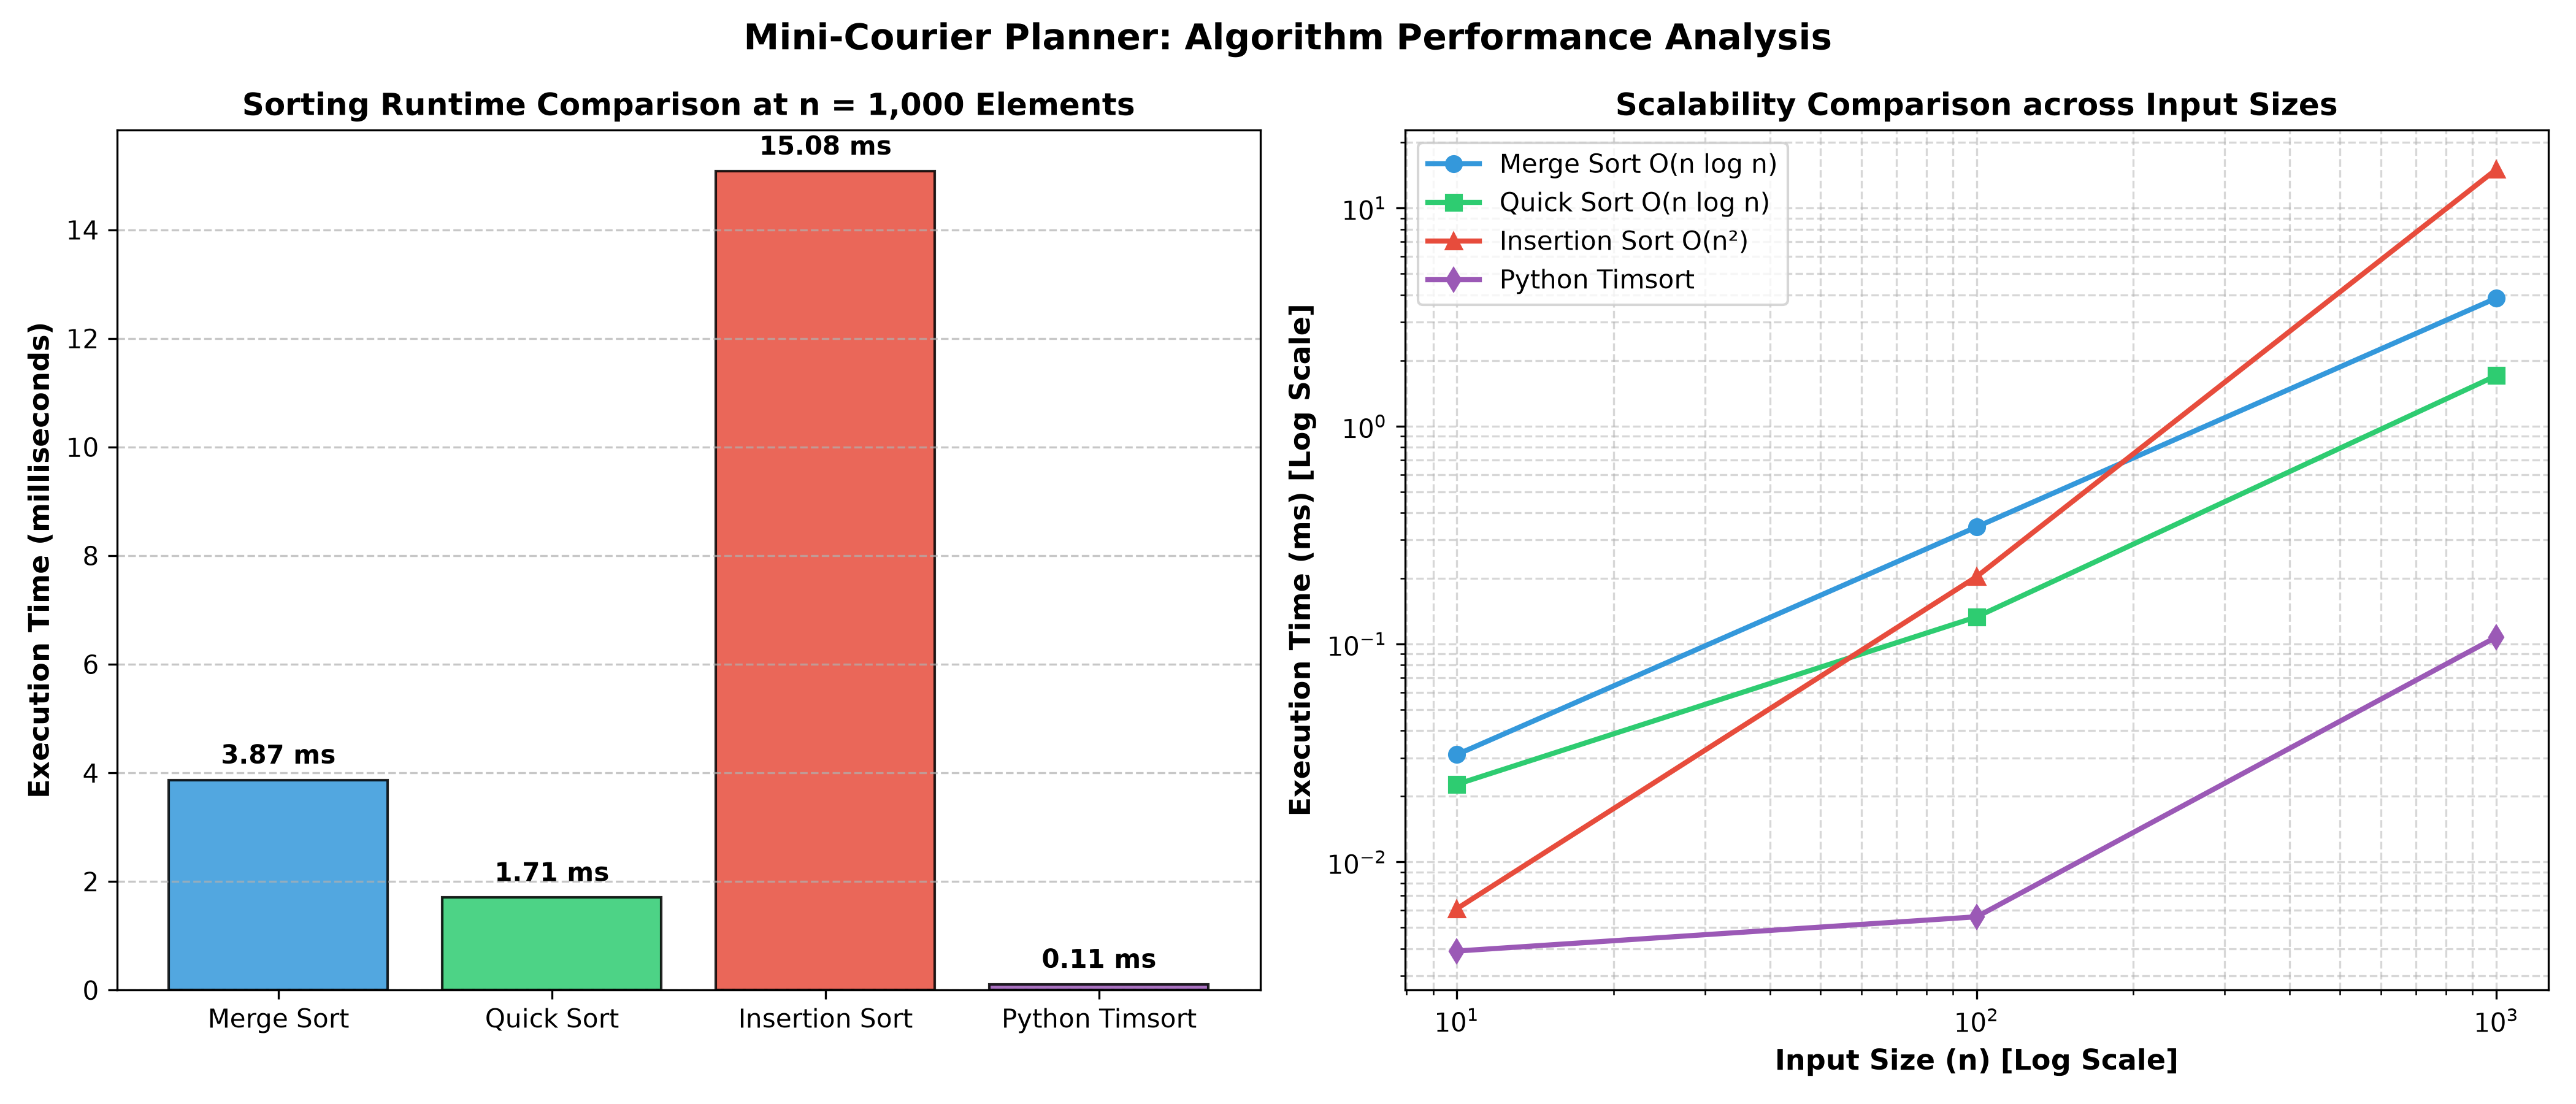 Mini-Courier Planner: Algorithm Performance Analysis
Sorting Runtime Comparison at n = 1,000 Elements
Execution Time (milliseconds)
14
12
10
8
6
4
2
0
3.87 ms
1.71 ms
15.08 ms
0.11 ms
Merge Sort
Quick Sort
Insertion Sort
Python Timsort
Scalability Comparison across Input Sizes
Merge Sort O(n log n)
Quick Sort O(n log n)
Insertion Sort O(n²)
Python Timsort
Execution Time (ms) [Log Scale]
10¹
10⁰
10⁻¹
10⁻²
10¹
10²
10³
Input Size (n) [Log Scale]